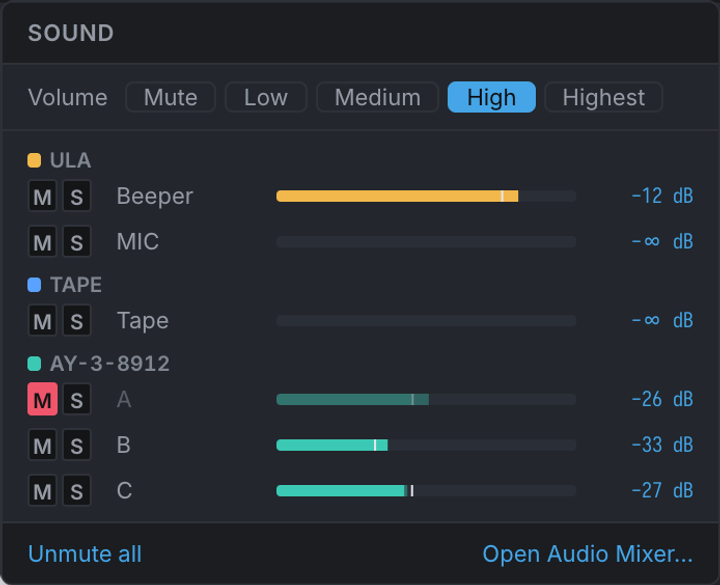 SOUND
Volume Mute Low Medium High Highest
ULA
M S Beeper -12 dB
M S MIC -∞ dB
TAPE
M S Tape -∞ dB
AY-3-8912
M S A -26 dB
M S B -33 dB
M S C -27 dB
Unmute all Open Audio Mixer...